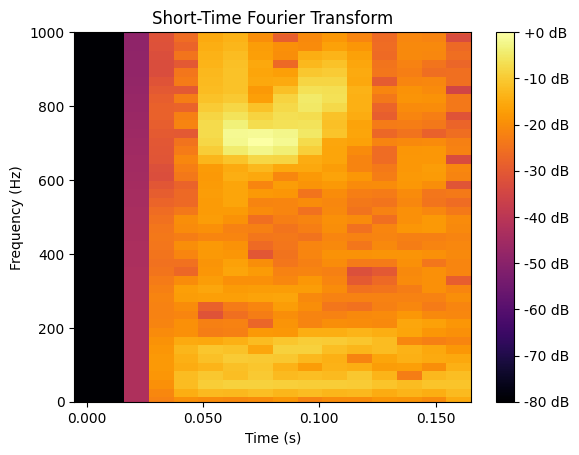 Short-Time Fourier Transform
1000
800
600
400
200
0
Frequency (Hz)
0.000
0.050
0.100
0.150
Time (s)
+0 dB
-10 dB
-20 dB
-30 dB
-40 dB
-50 dB
-60 dB
-70 dB
-80 dB